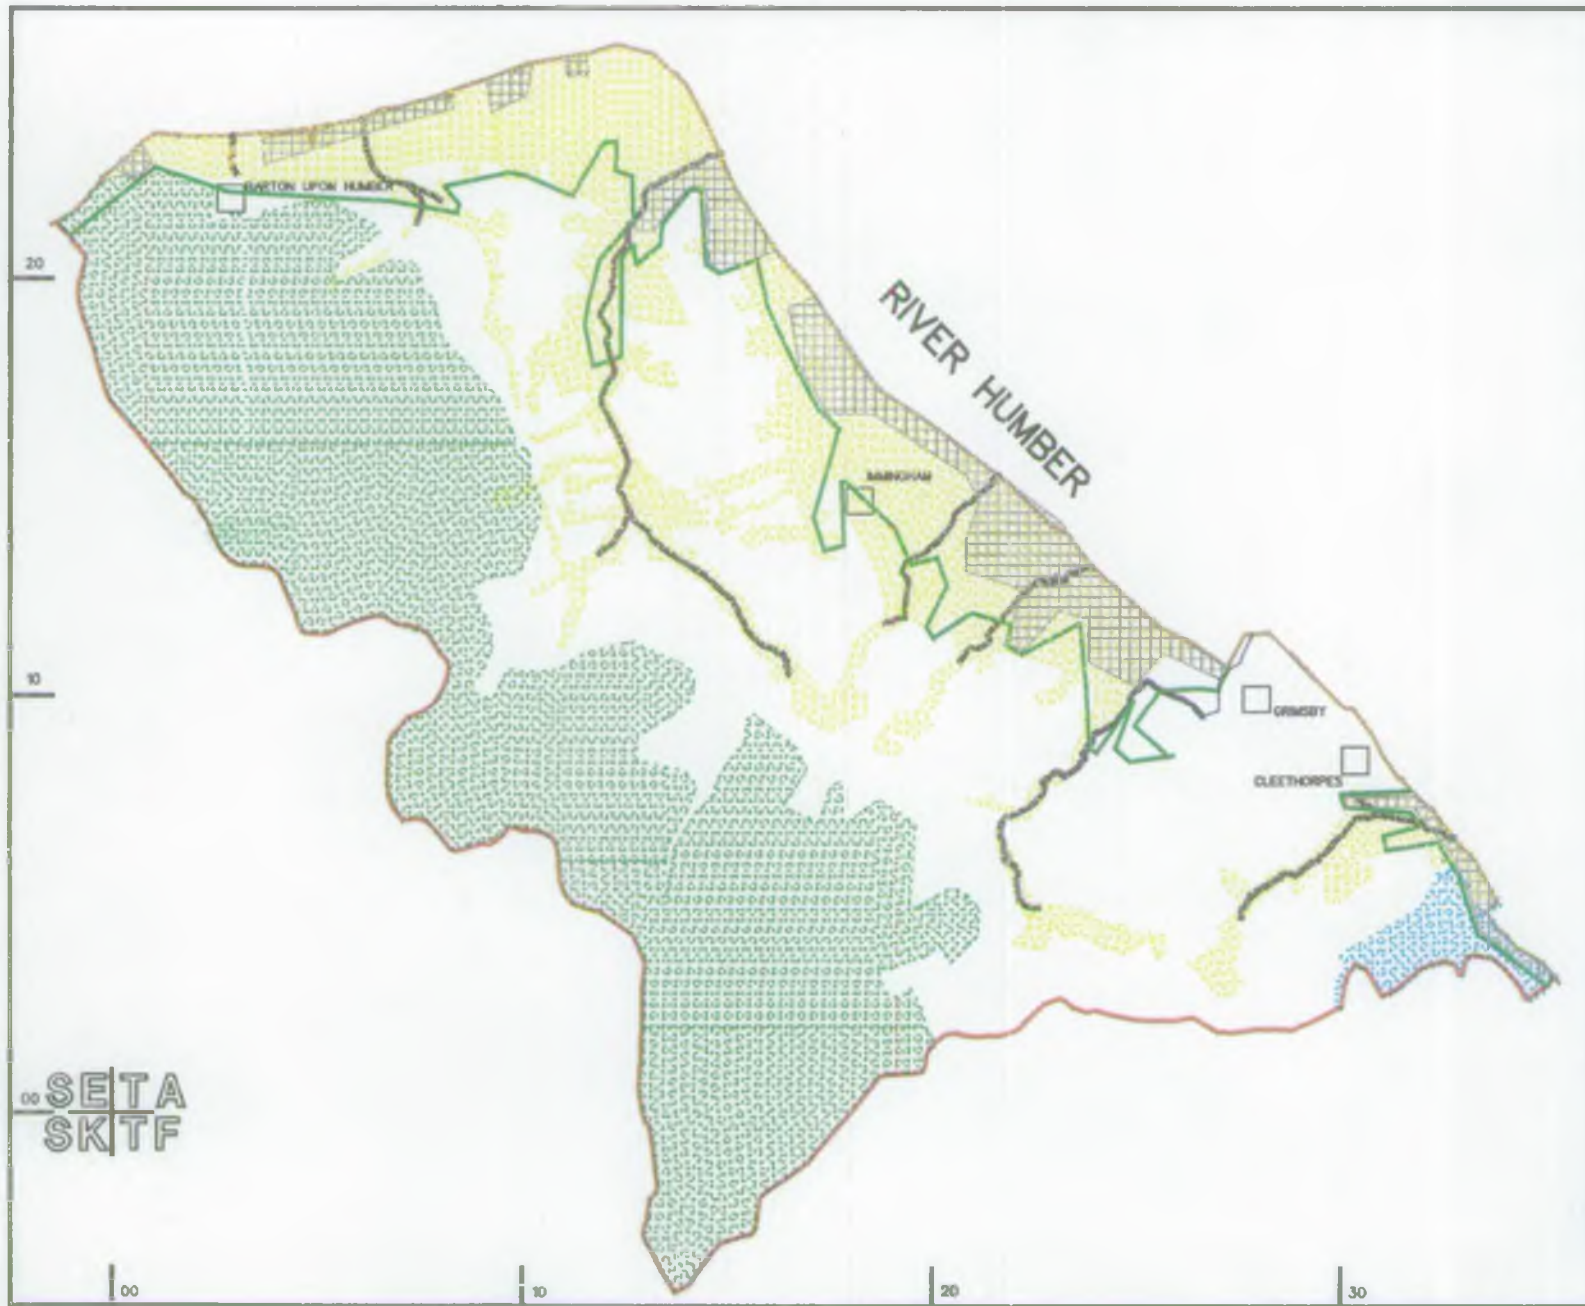 BARTON UPON HUMBER
20
RIVER HUMBER
IMMINGHAM
10
GRIMSBY
CLEETHORPES
00
SE TA
SK TF
00
10
20
30